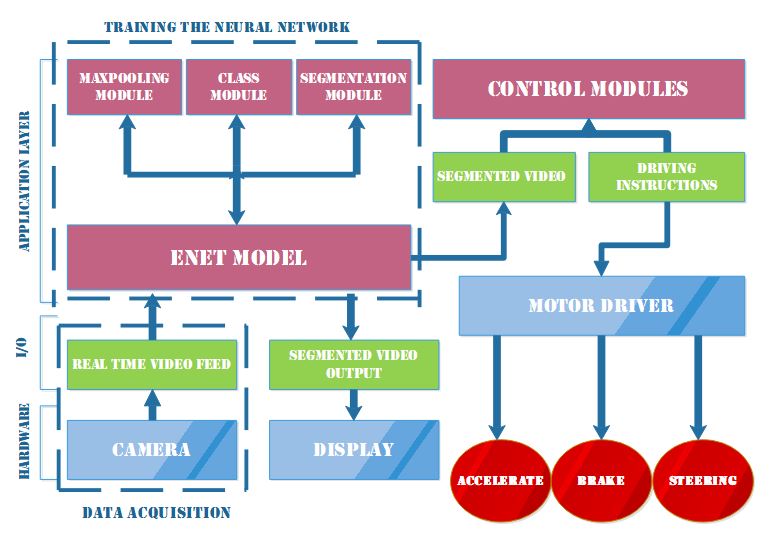 TRAINING THE NEURAL NETWORK
MAXPOOLING
MODULE
CLASS
MODULE
SEGMENTATION
MODULE
CONTROL MODULES
APPLICATION LAYER
SEGMENTED VIDEO
DRIVING
INSTRUCTIONS
ENET MODEL
MOTOR DRIVER
I/O
REAL TIME VIDEO FEED
SEGMENTED VIDEO
OUTPUT
HARDWARE
CAMERA
DISPLAY
ACCELERATE
BRAKE
STEERING
DATA ACQUISITION